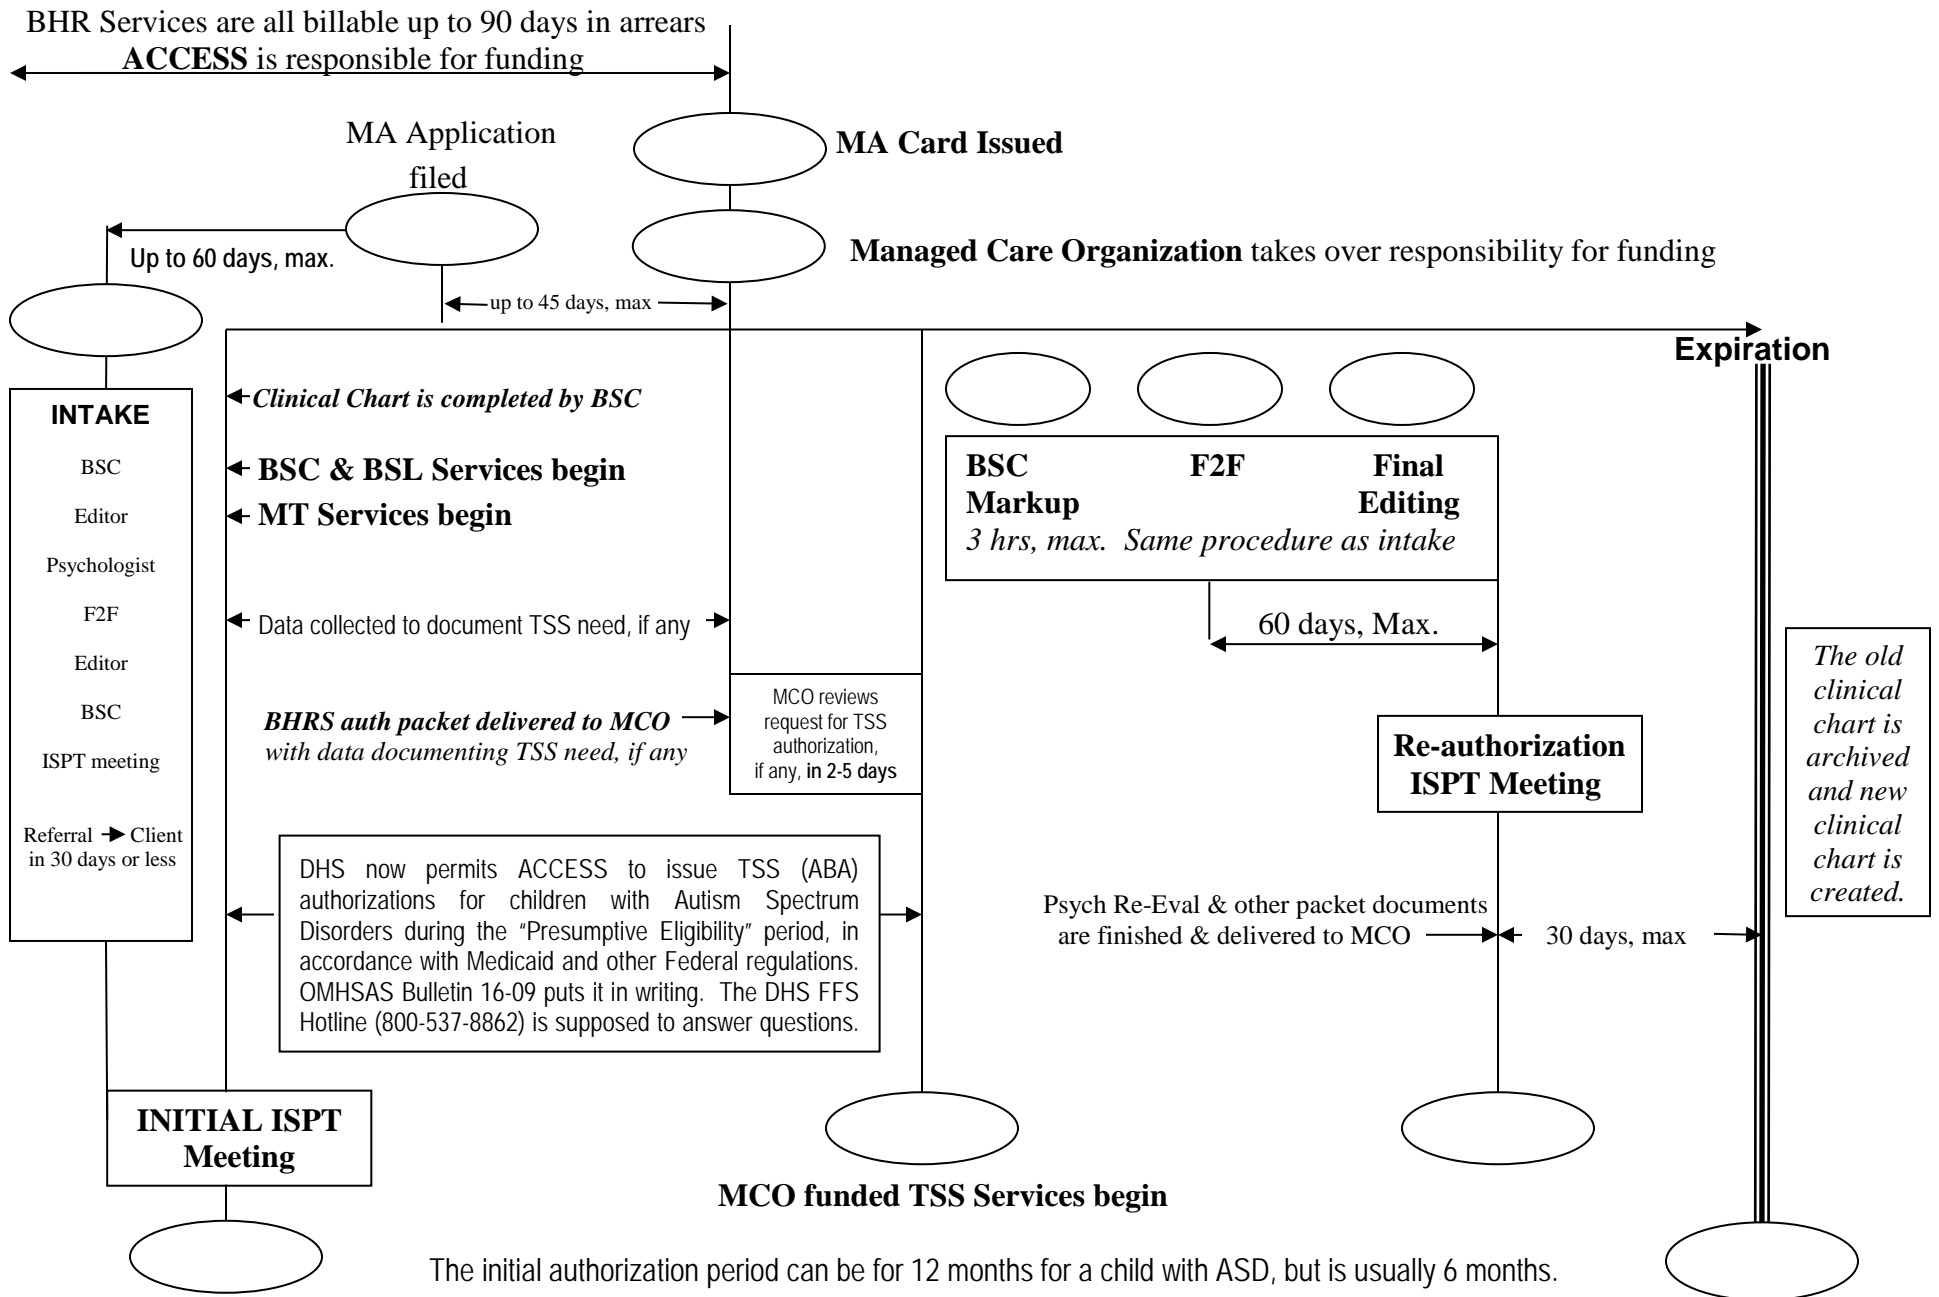 BHR Services are all billable up to 90 days in arrears
ACCESS is responsible for funding
MA Application
filed
MA Card Issued
Up to 60 days, max.
Managed Care Organization takes over responsibility for funding
up to 45 days, max
Expiration
INTAKE
BSC
Editor
Psychologist
F2F
Editor
BSC
ISPT meeting
Referral → Client
in 30 days or less
Clinical Chart is completed by BSC
BSC & BSL Services begin
MT Services begin
Data collected to document TSS need, if any
BHRS auth packet delivered to MCO
with data documenting TSS need, if any
MCO reviews
request for TSS
authorization,
if any, in 2-5 days
DHS now permits ACCESS to issue TSS (ABA)
authorizations for children with Autism Spectrum
Disorders during the “Presumptive Eligibility” period, in
accordance with Medicaid and other Federal regulations.
OMHSAS Bulletin 16-09 puts it in writing. The DHS FFS
Hotline (800-537-8862) is supposed to answer questions.
BSC F2F Final
Markup Editing
3 hrs, max. Same procedure as intake
60 days, Max.
Re-authorization
ISPT Meeting
Psych Re-Eval & other packet documents
are finished & delivered to MCO
30 days, max
The old
clinical
chart is
archived
and new
clinical
chart is
created.
INITIAL ISPT
Meeting
MCO funded TSS Services begin
The initial authorization period can be for 12 months for a child with ASD, but is usually 6 months.